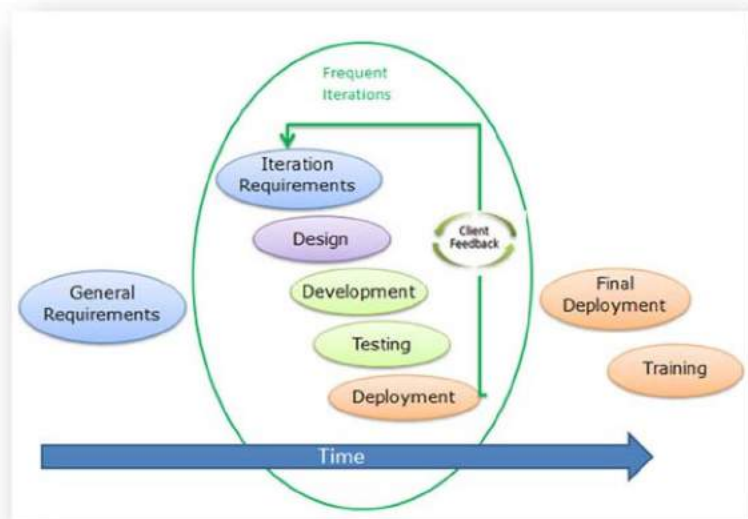 Frequent
Iterations
Iteration
Requirements
Design
Client
Feedback
General
Requirements
Development
Final
Deployment
Testing
Training
Deployment
Time